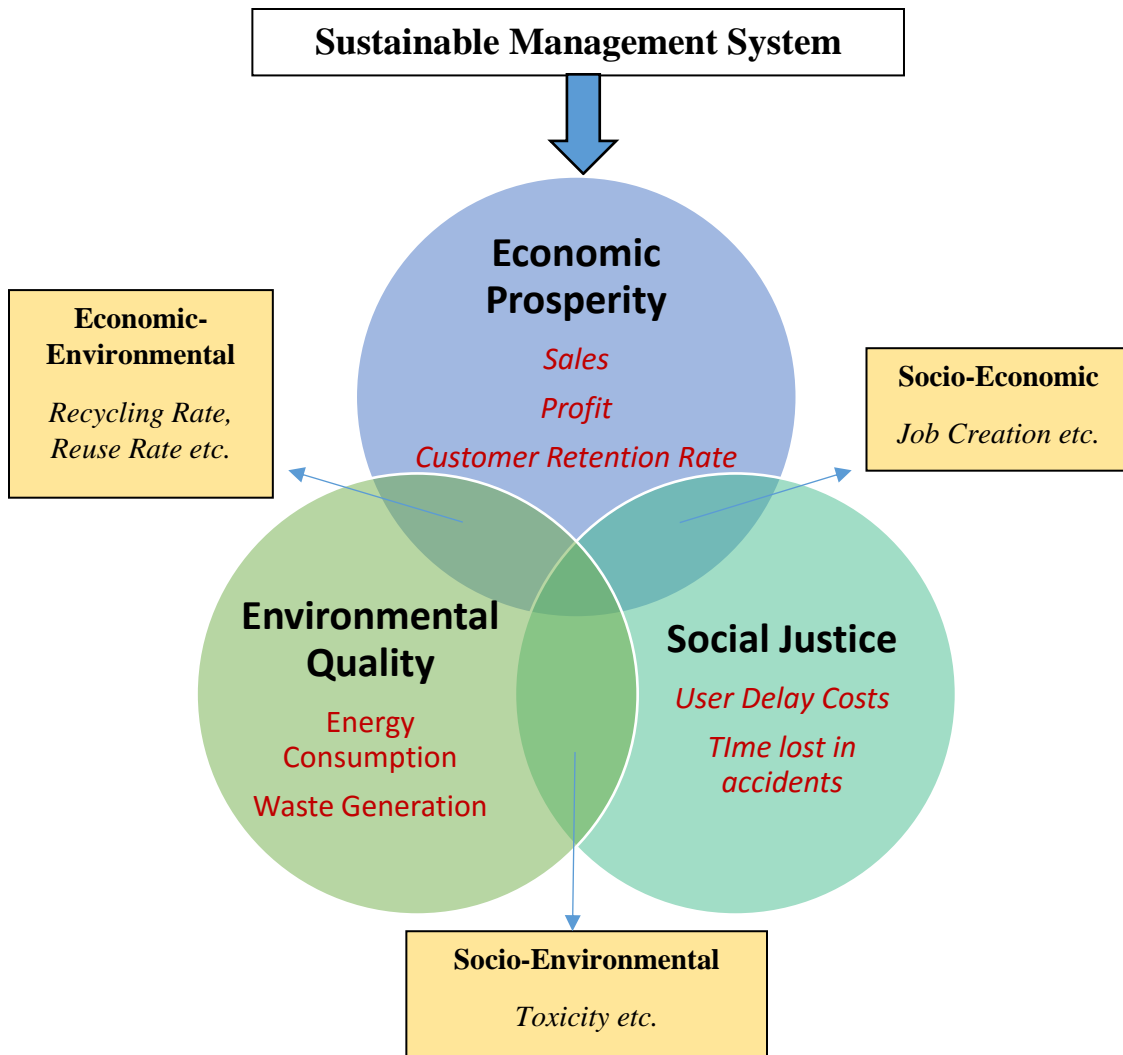 Sustainable Management System
Economic
Prosperity
Sales
Profit
Customer Retention Rate
Economic-
Environmental
Recycling Rate,
Reuse Rate etc.
Socio-Economic
Job Creation etc.
Environmental
Quality
Energy
Consumption
Waste Generation
Social Justice
User Delay Costs
TIme lost in
accidents
Socio-Environmental
Toxicity etc.